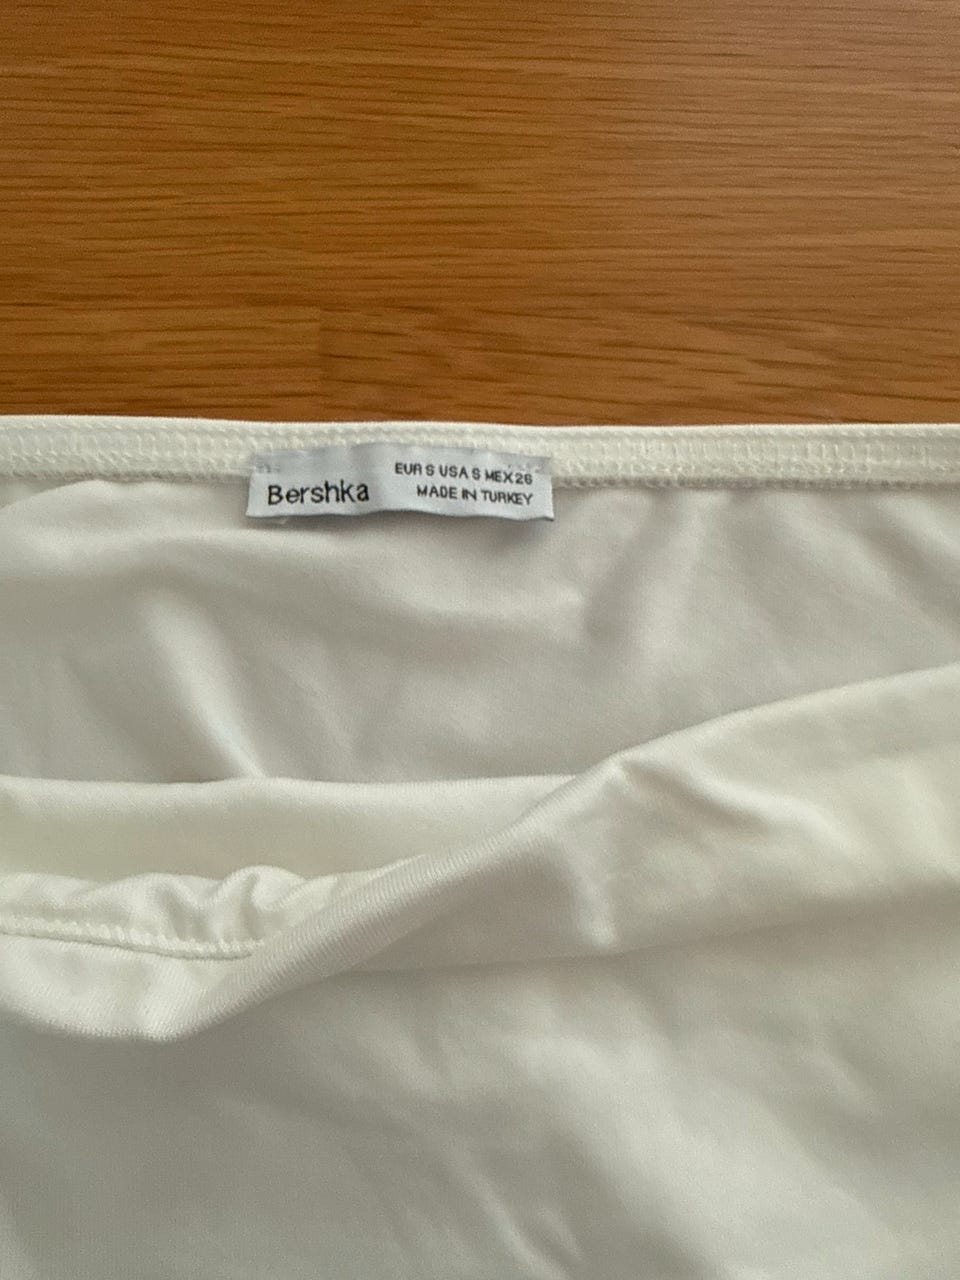 Bershka
EUR S USA S MEX 26
MADE IN TURKEY